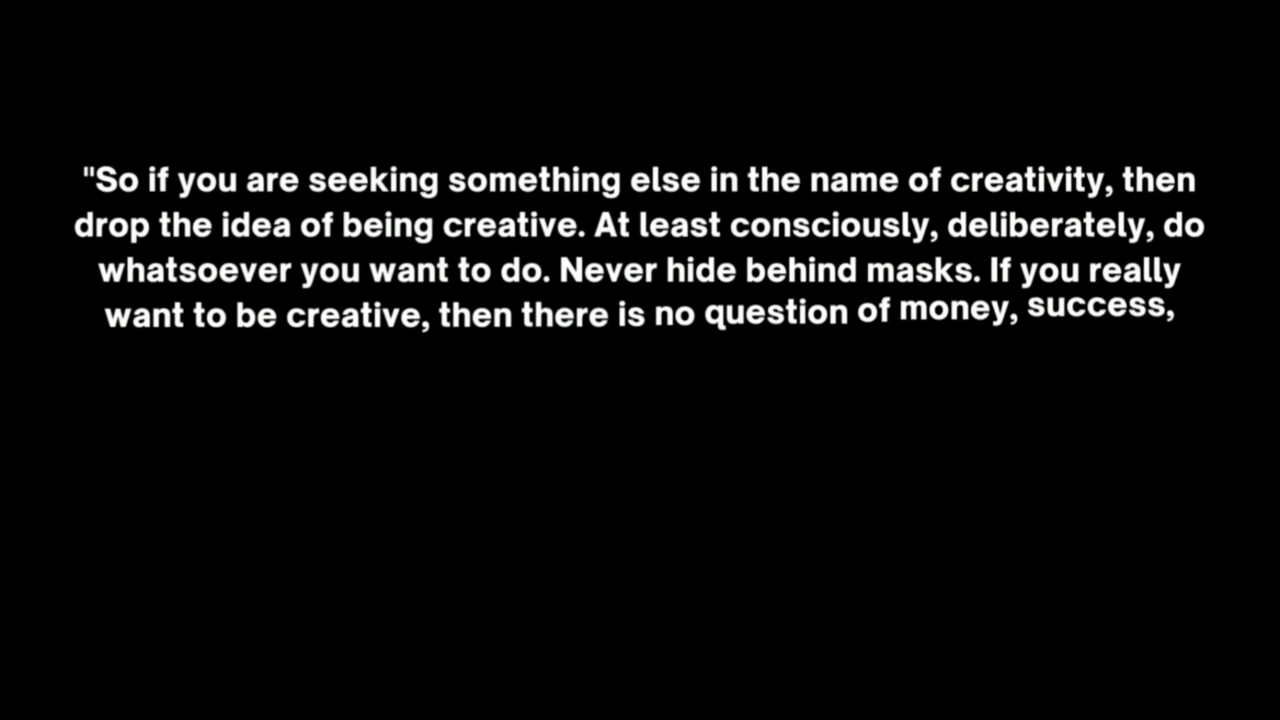 "So if you are seeking something else in the name of creativity, then
drop the idea of being creative. At least consciously, deliberately, do
whatsoever you want to do. Never hide behind masks. If you really
want to be creative, then there is no question of money, success,